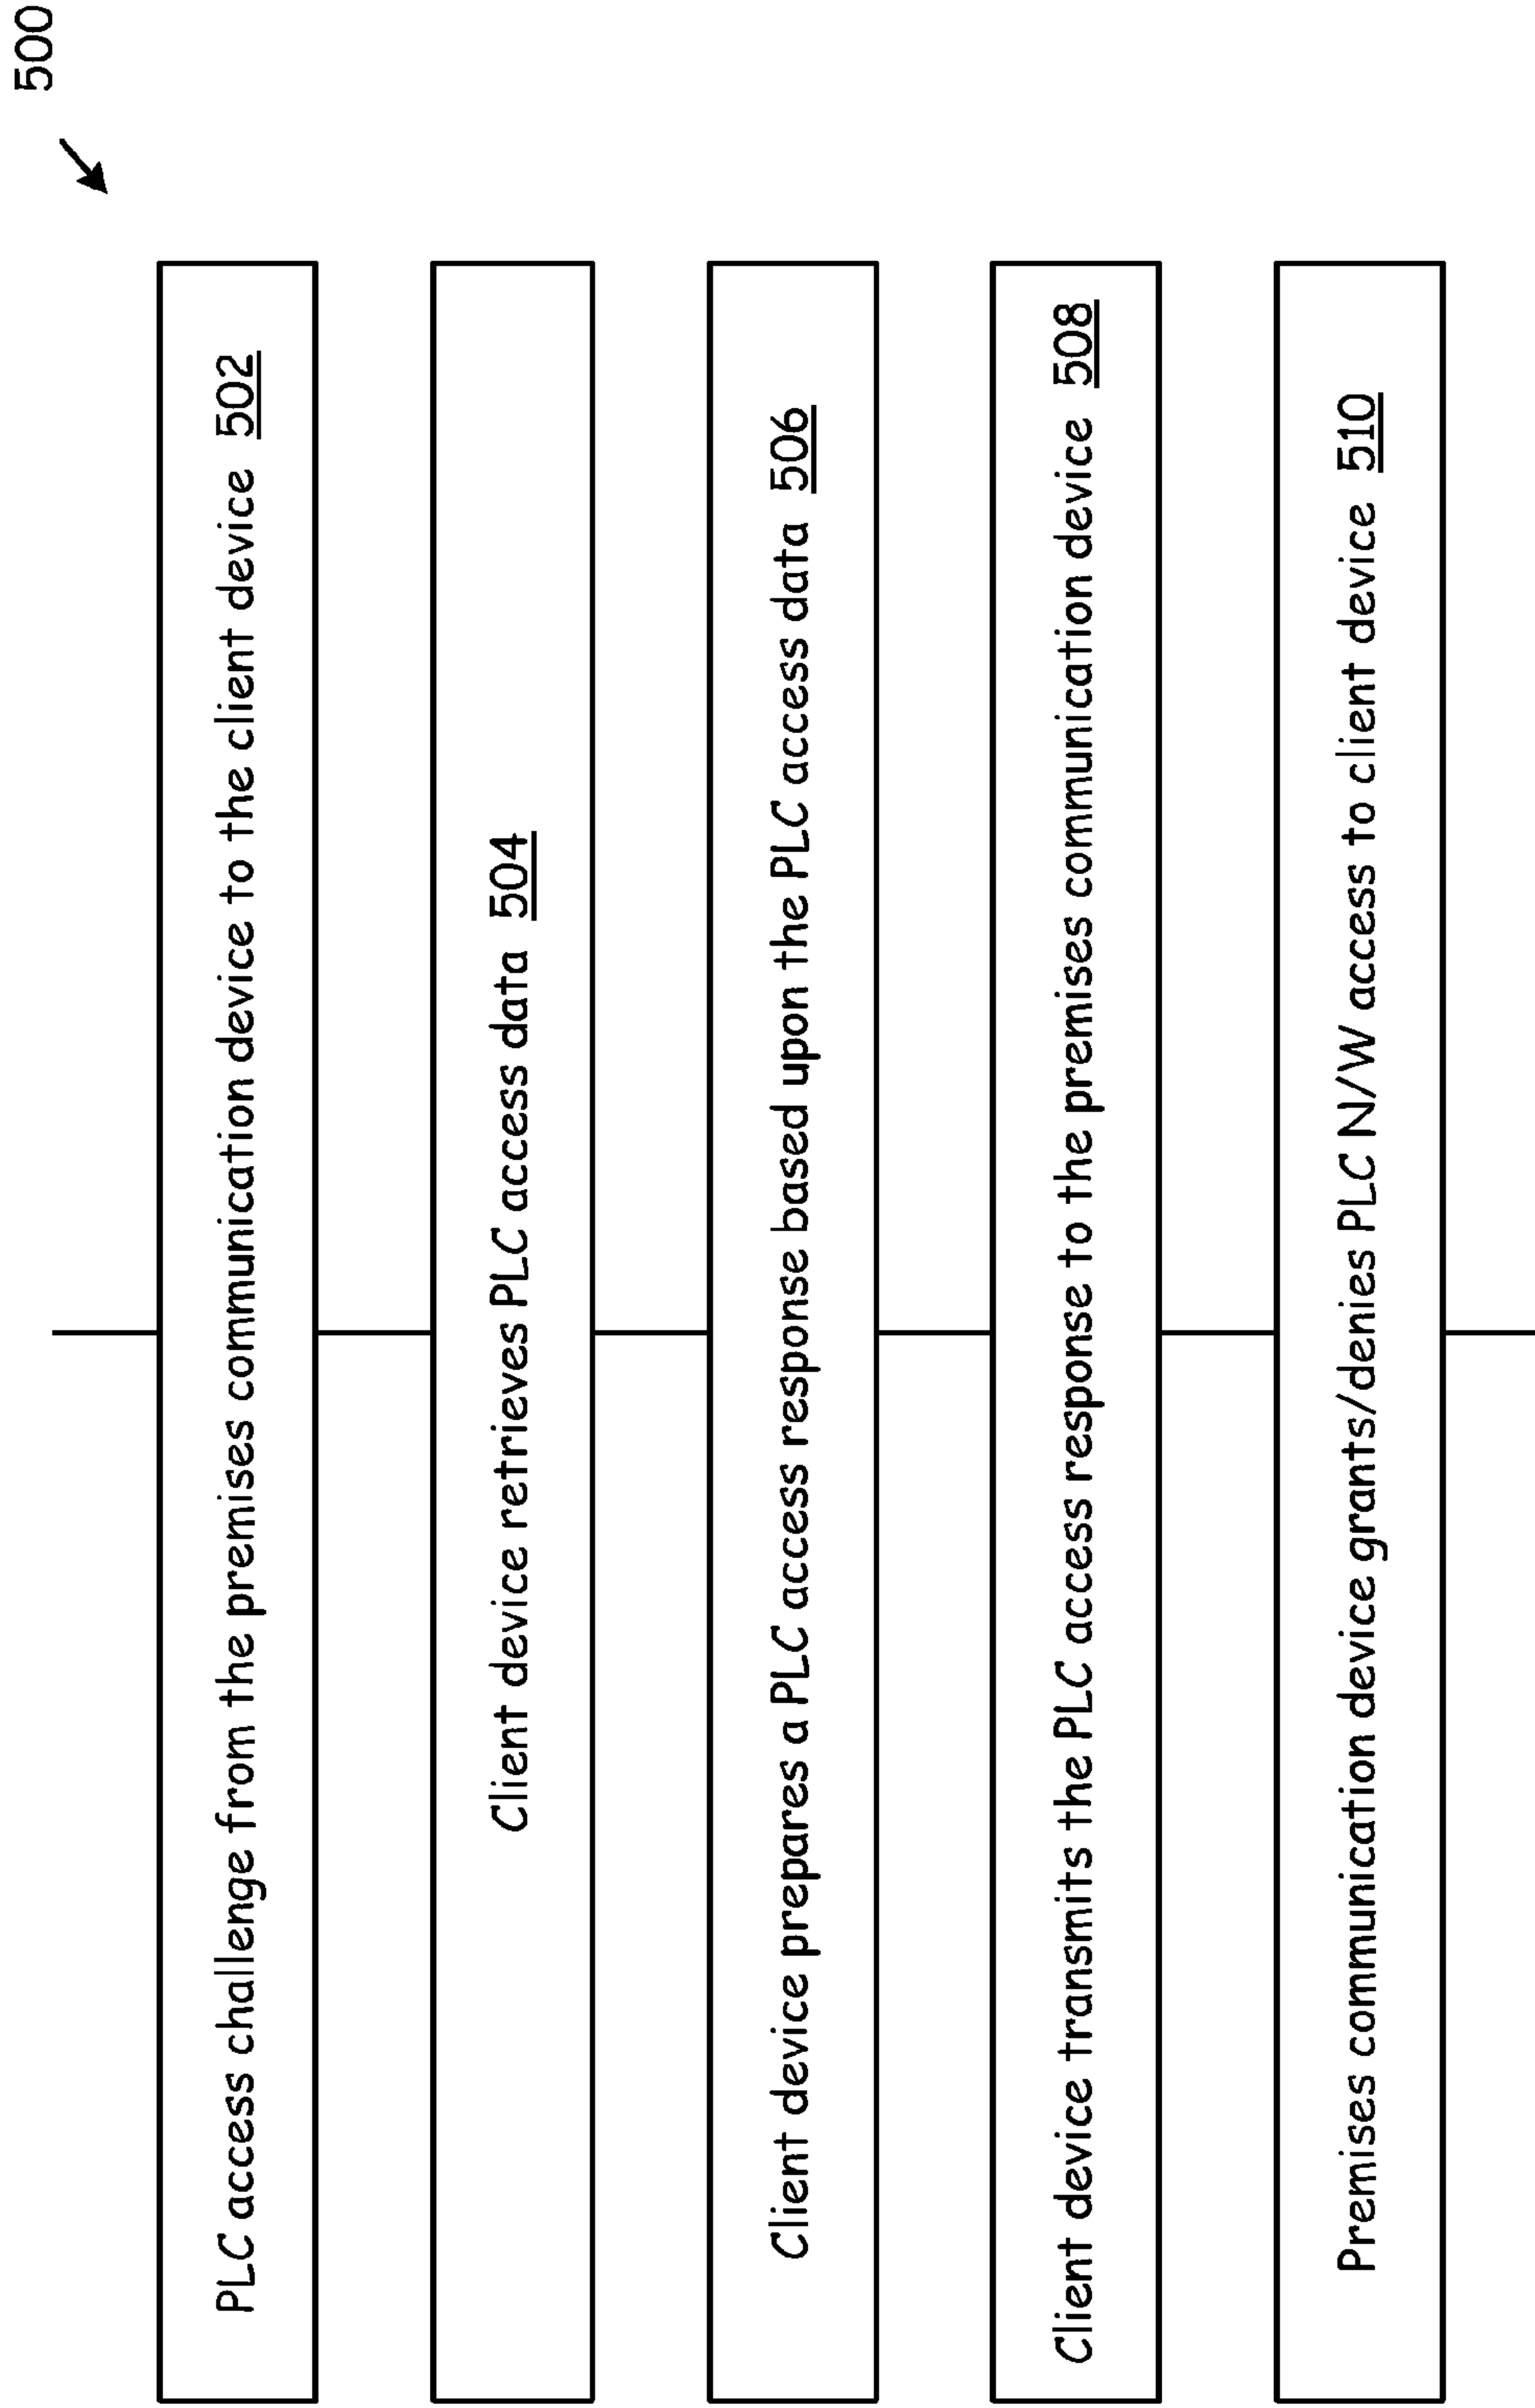 500
PLC access challenge from the premises communication device to the client device 502
Client device retrieves PLC access data 504
Client device prepares a PLC access response based upon the PLC access data 506
Client device transmits the PLC access response to the premises communication device 508
Premises communication device grants/denies PLC N/W access to client device 510